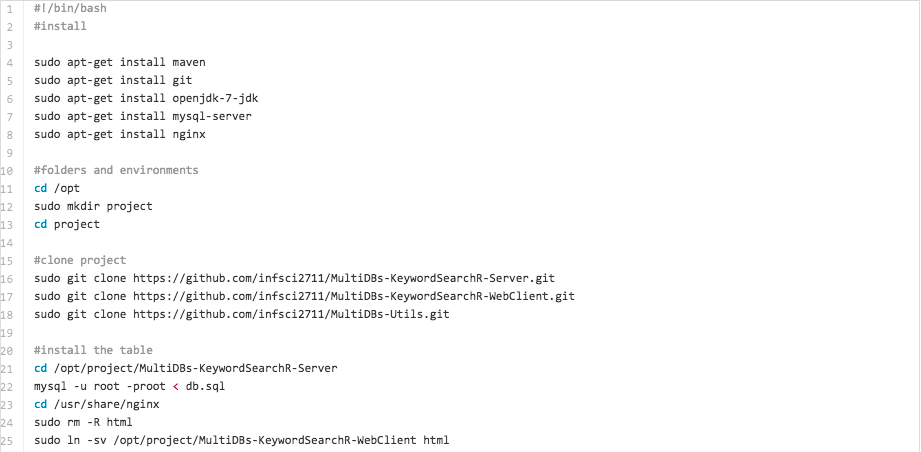 1 #!/bin/bash
2 #install
3
4 sudo apt-get install maven
5 sudo apt-get install git
6 sudo apt-get install openjdk-7-jdk
7 sudo apt-get install mysql-server
8 sudo apt-get install nginx
9
10 #folders and environments
11 cd /opt
12 sudo mkdir project
13 cd project
14
15 #clone project
16 sudo git clone https://github.com/infsci2711/MultiDBs-KeywordSearchR-Server.git
17 sudo git clone https://github.com/infsci2711/MultiDBs-KeywordSearchR-WebClient.git
18 sudo git clone https://github.com/infsci2711/MultiDBs-Utils.git
19
20 #install the table
21 cd /opt/project/MultiDBs-KeywordSearchR-Server
22 mysql -u root -proot < db.sql
23 cd /usr/share/nginx
24 sudo rm -R html
25 sudo ln -sv /opt/project/MultiDBs-KeywordSearchR-WebClient html